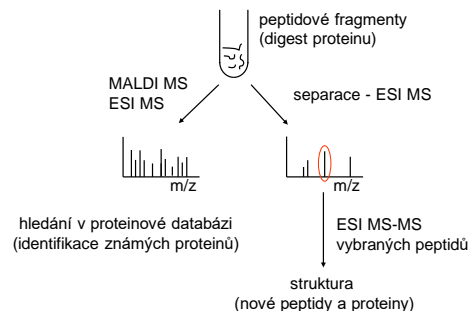 peptidové fragmenty
(digest proteinu)
MALDI MS
ESI MS
separace - ESI MS
m/z
m/z
hledání v proteinové databázi
(identifikace známých proteinů)
ESI MS-MS
vybraných peptidů
struktura
(nové peptidy a proteiny)